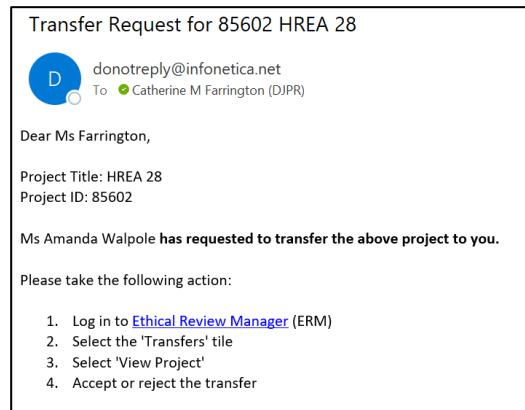 Transfer Request for 85602 HREA 28
D
donotreply@infonetica.net
To Catherine M Farrington (DJPR)
Dear Ms Farrington,
Project Title: HREA 28
Project ID: 85602
Ms Amanda Walpole has requested to transfer the above project to you.
Please take the following action:
1. Log in to Ethical Review Manager (ERM)
2. Select the 'Transfers' tile
3. Select 'View Project'
4. Accept or reject the transfer